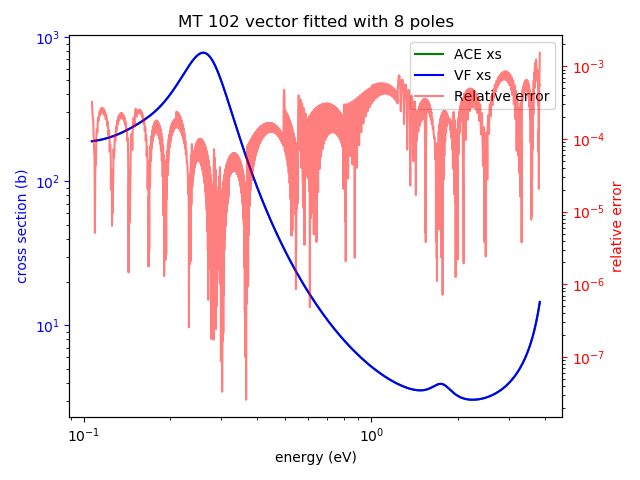 MT 102 vector fitted with 8 poles
ACE xs
VF xs
Relative error
cross section (b)
10³
10²
10¹
10⁻³
10⁻⁴
10⁻⁵
10⁻⁶
10⁻⁷
relative error
10⁻¹
10⁰
energy (eV)